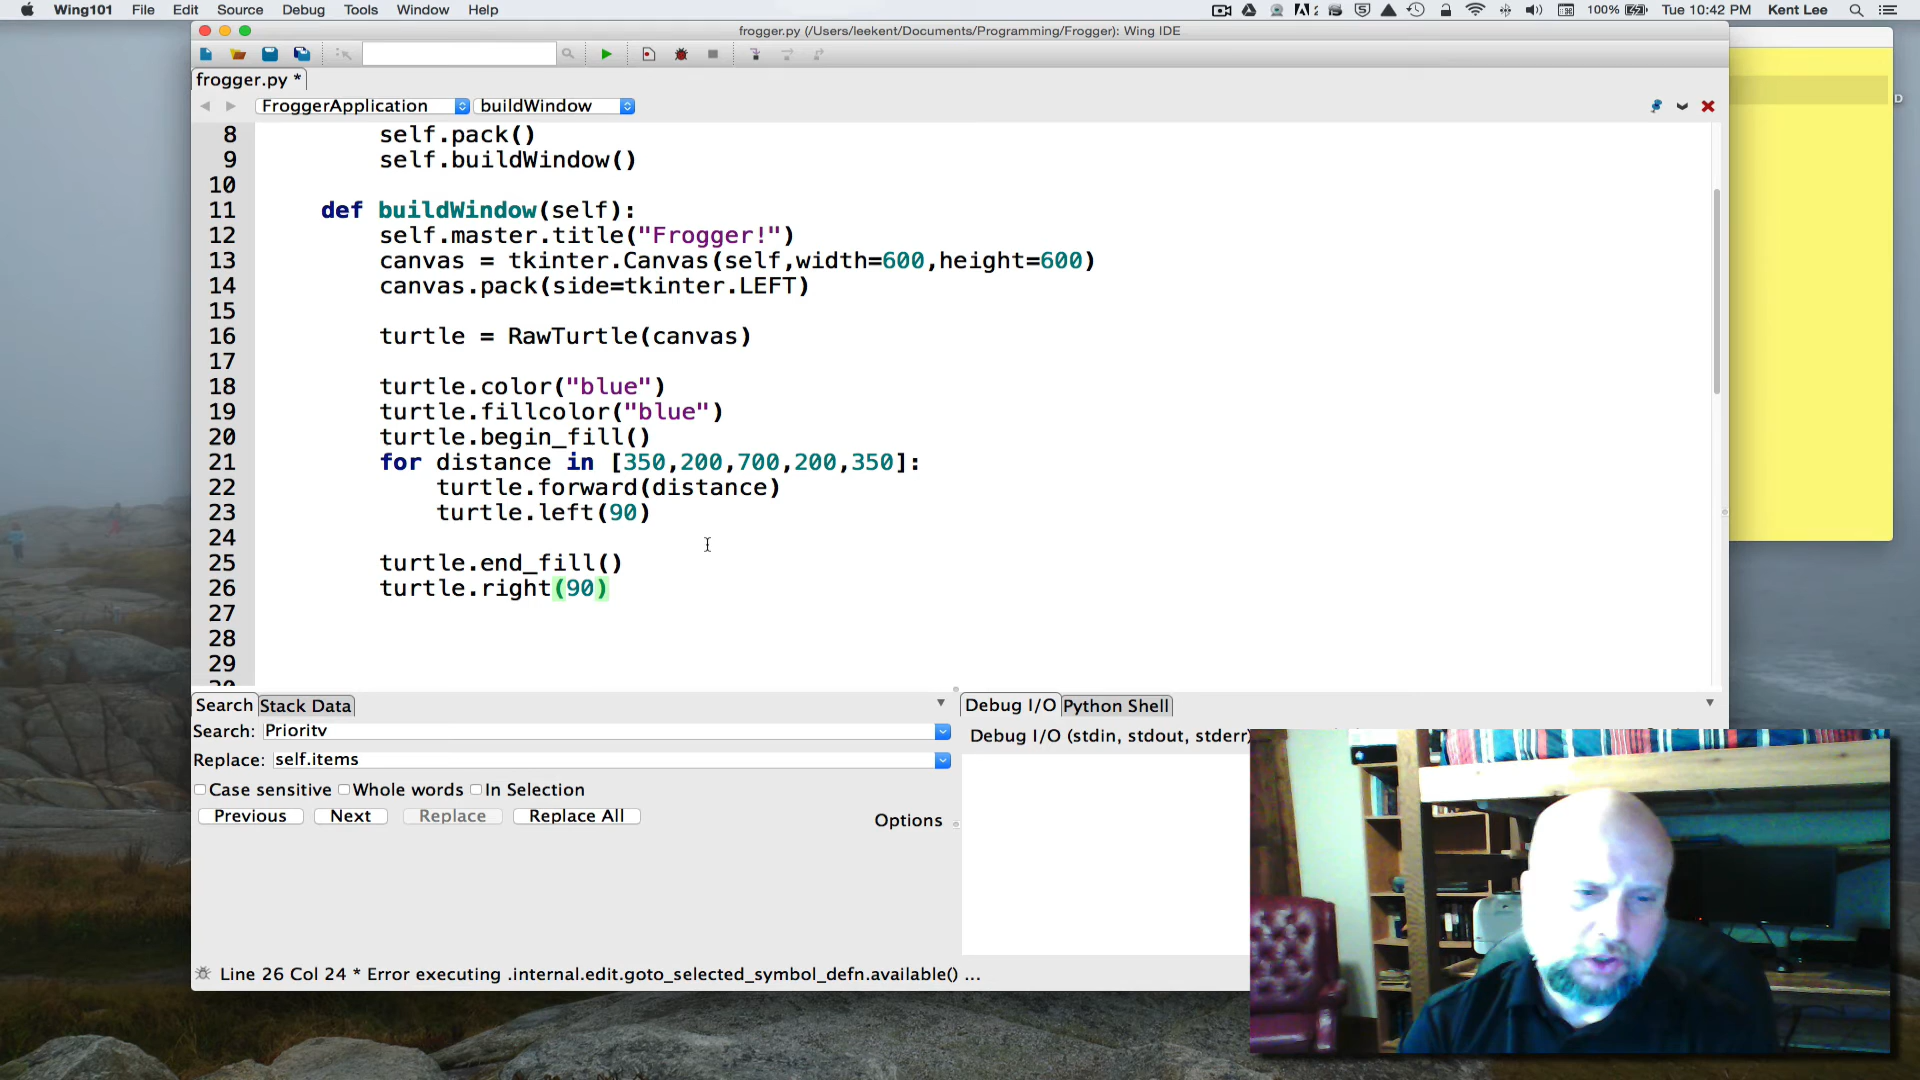 Wing101 File Edit Source Debug Tools Window Help 100% Tue 10:42 PM Kent Lee
frogger.py (/Users/leekent/Documents/Programming/Frogger): Wing IDE
frogger.py *
FroggerApplication buildWindow
8 self.pack()
9 self.buildWindow()
10
11 def buildWindow(self):
12 self.master.title("Frogger!")
13 canvas = tkinter.Canvas(self,width=600,height=600)
14 canvas.pack(side=tkinter.LEFT)
15
16 turtle = RawTurtle(canvas)
17
18 turtle.color("blue")
19 turtle.fillcolor("blue")
20 turtle.begin_fill()
21 for distance in [350,200,700,200,350]:
22 turtle.forward(distance)
23 turtle.left(90)
24
25 turtle.end_fill()
26 turtle.right(90)
27
28
29
Search Stack Data Debug I/O Python Shell
Search: Priority
Debug I/O (stdin, stdout, stderr)
Replace: self.items
Case sensitive Whole words In Selection
Previous Next Replace Replace All Options
Line 26 Col 24 * Error executing .internal.edit.goto_selected_symbol_defn.available() ...